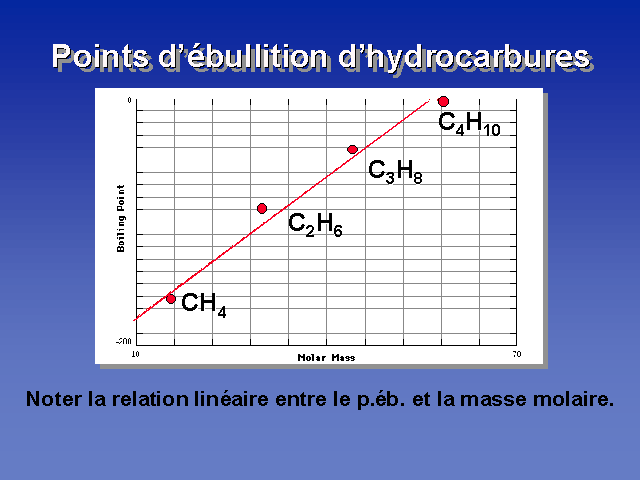 Points d'ébullition d'hydrocarbures
0
C4H10
C3H8
Boiling Point
C2H6
CH4
-200
10
Molar Mass
70
Noter la relation linéaire entre le p.éb. et la masse molaire.